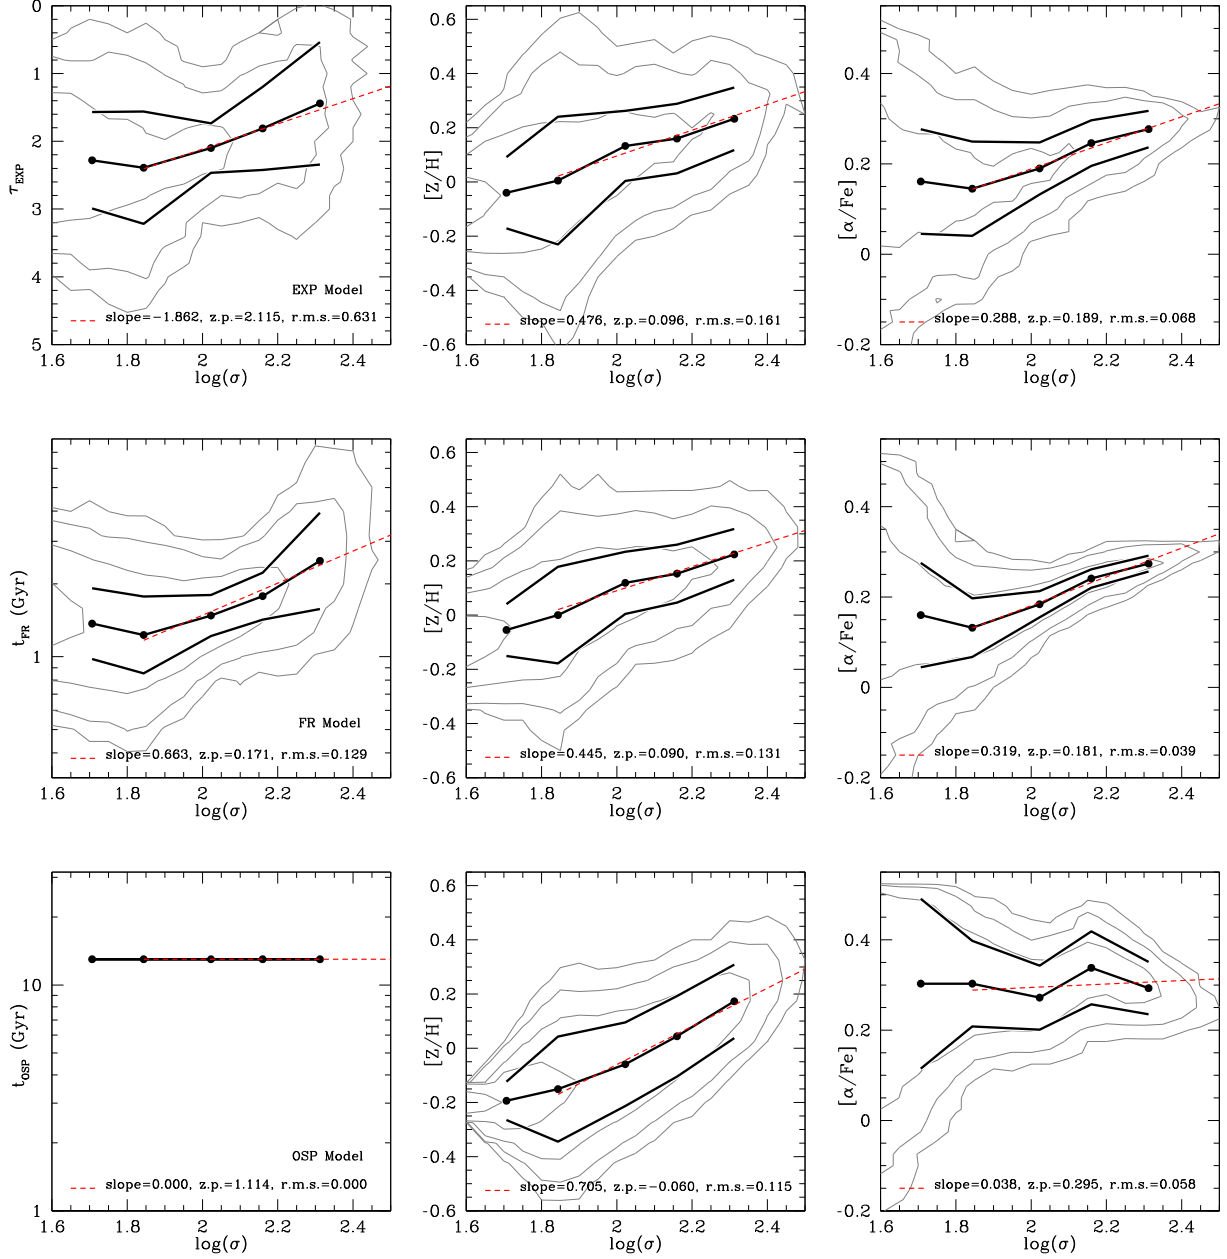 0
1
2
3
4
5
τ_EXP
EXP Model
slope=−1.862, z.p.=2.115, r.m.s.=0.631
1.6 1.8 2 2.2 2.4
log(σ)
0.6
0.4
0.2
0
-0.2
-0.4
-0.6
[Z/H]
slope=0.476, z.p.=0.096, r.m.s.=0.161
1.6 1.8 2 2.2 2.4
log(σ)
0.4
0.2
0
-0.2
[α/Fe]
slope=0.288, z.p.=0.189, r.m.s.=0.068
1.6 1.8 2 2.2 2.4
log(σ)
1
t_FR (Gyr)
FR Model
slope=0.663, z.p.=0.171, r.m.s.=0.129
1.6 1.8 2 2.2 2.4
log(σ)
0.6
0.4
0.2
0
-0.2
-0.4
-0.6
[Z/H]
slope=0.445, z.p.=0.090, r.m.s.=0.131
1.6 1.8 2 2.2 2.4
log(σ)
0.4
0.2
0
-0.2
[α/Fe]
slope=0.319, z.p.=0.181, r.m.s.=0.039
1.6 1.8 2 2.2 2.4
log(σ)
10
1
t_OSP (Gyr)
OSP Model
slope=0.000, z.p.=1.114, r.m.s.=0.000
1.6 1.8 2 2.2 2.4
log(σ)
0.6
0.4
0.2
0
-0.2
-0.4
-0.6
[Z/H]
slope=0.705, z.p.=−0.060, r.m.s.=0.115
1.6 1.8 2 2.2 2.4
log(σ)
0.4
0.2
0
-0.2
[α/Fe]
slope=0.038, z.p.=0.295, r.m.s.=0.058
1.6 1.8 2 2.2 2.4
log(σ)